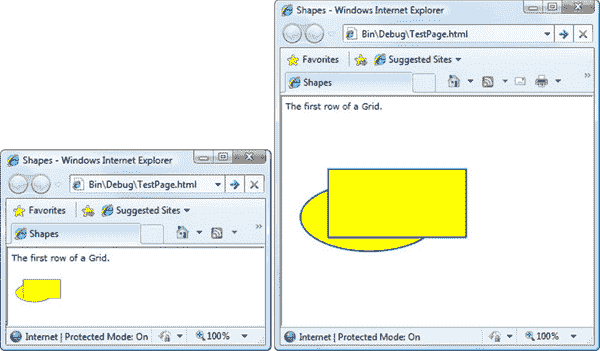 Shapes - Windows Internet Explorer
Bin\Debug\TestPage.html
Favorites
Suggested Sites
Shapes
The first row of a Grid.
Internet | Protected Mode: On
100%
Shapes - Windows Internet Explorer
Bin\Debug\TestPage.html
Favorites
Suggested Sites
Shapes
The first row of a Grid.
Internet | Protected Mode: On
100%